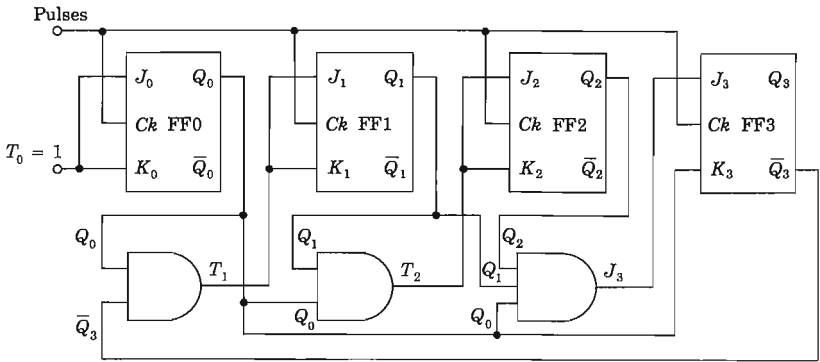 Pulses
J₀ Q₀
J₁ Q₁
J₂ Q₂
J₃ Q₃
Ck FF0
Ck FF1
Ck FF2
Ck FF3
T₀ = 1
K₀ Q̅₀
K₁ Q̅₁
K₂ Q̅₂
K₃ Q̅₃
Q₀
T₁
Q̅₃
Q₁
T₂
Q₀
Q₂
Q₁
J₃
Q₀